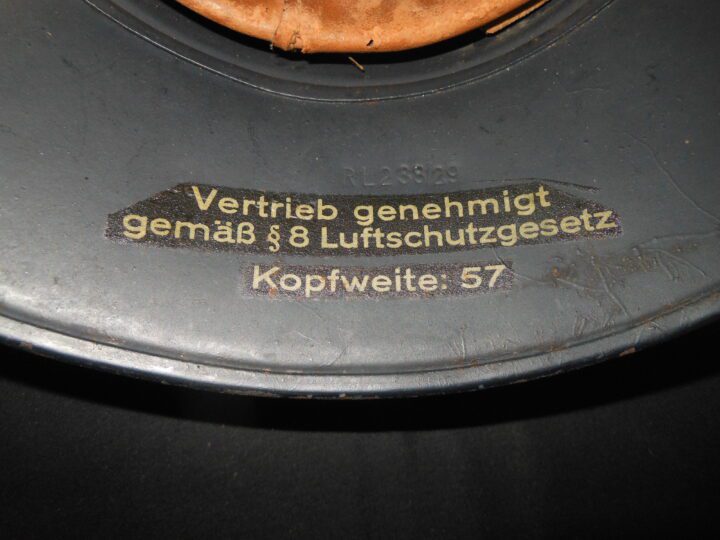 RL2 38/29
Vertrieb genehmigt
gemäß § 8 Luftschutzgesetz
Kopfweite: 57